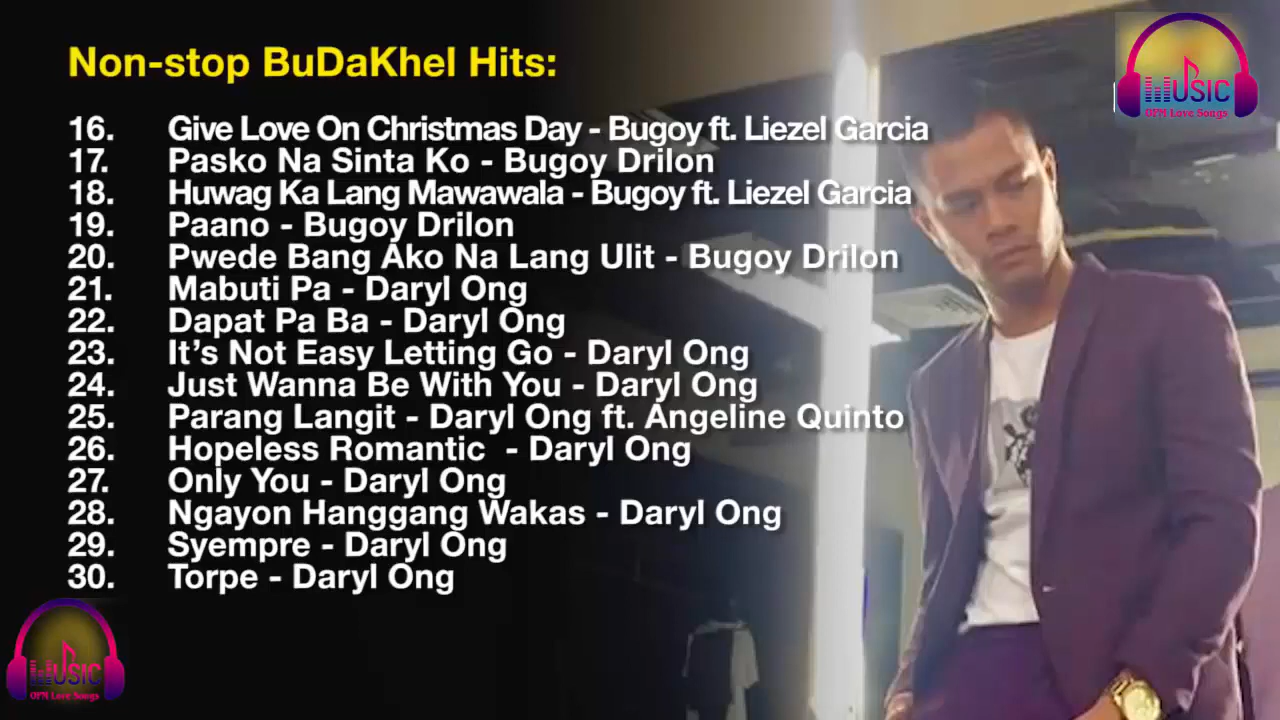 Non-stop BuDaKhel Hits:
16. Give Love On Christmas Day - Bugoy ft. Liezel Garcia
17. Pasko Na Sinta Ko - Bugoy Drilon
18. Huwag Ka Lang Mawawala - Bugoy ft. Liezel Garcia
19. Paano - Bugoy Drilon
20. Pwede Bang Ako Na Lang Ulit - Bugoy Drilon
21. Mabuti Pa - Daryl Ong
22. Dapat Pa Ba - Daryl Ong
23. It’s Not Easy Letting Go - Daryl Ong
24. Just Wanna Be With You - Daryl Ong
25. Parang Langit - Daryl Ong ft. Angeline Quinto
26. Hopeless Romantic - Daryl Ong
27. Only You - Daryl Ong
28. Ngayon Hanggang Wakas - Daryl Ong
29. Syempre - Daryl Ong
30. Torpe - Daryl Ong
MUSIC
OPM Love Songs
MUSIC
OPM Love Songs